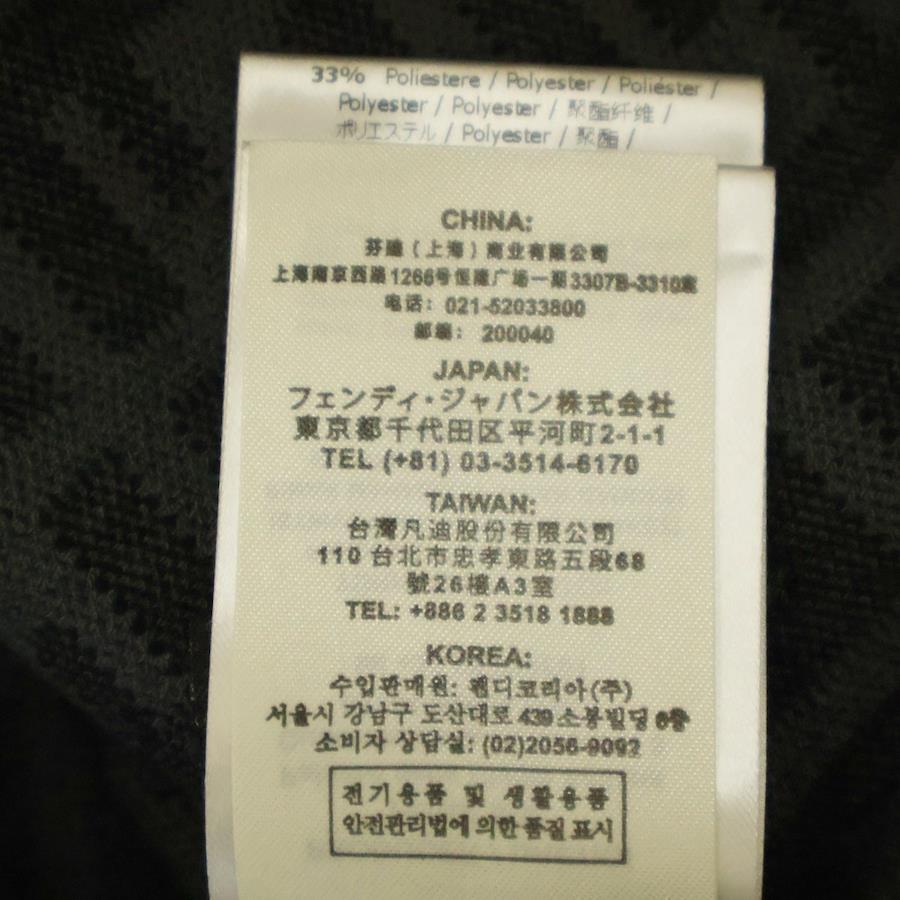 33% Poliestere / Polyester / Poliéster /
Polyester / Polyester / 聚酯纤维 /
ポリエステル / Polyester / 聚酯 /
CHINA:
芬迪（上海）商业有限公司
上海南京西路1266号恒隆广场一期3307B-3310室
电话：021-52033800
邮编：200040
JAPAN:
フェンディ・ジャパン株式会社
東京都千代田区平河町2-1-1
TEL (+81) 03-3514-6170
TAIWAN:
台灣凡迪股份有限公司
110 台北市忠孝東路五段68
號26樓A3室
TEL: +886 2 3518 1888
KOREA:
수입판매원: 펜디코리아(주)
서울시 강남구 도산대로 439 소봉빌딩 6층
소비자 상담실: (02)2056-9092
전기용품 및 생활용품
안전관리법에 의한 품질 표시